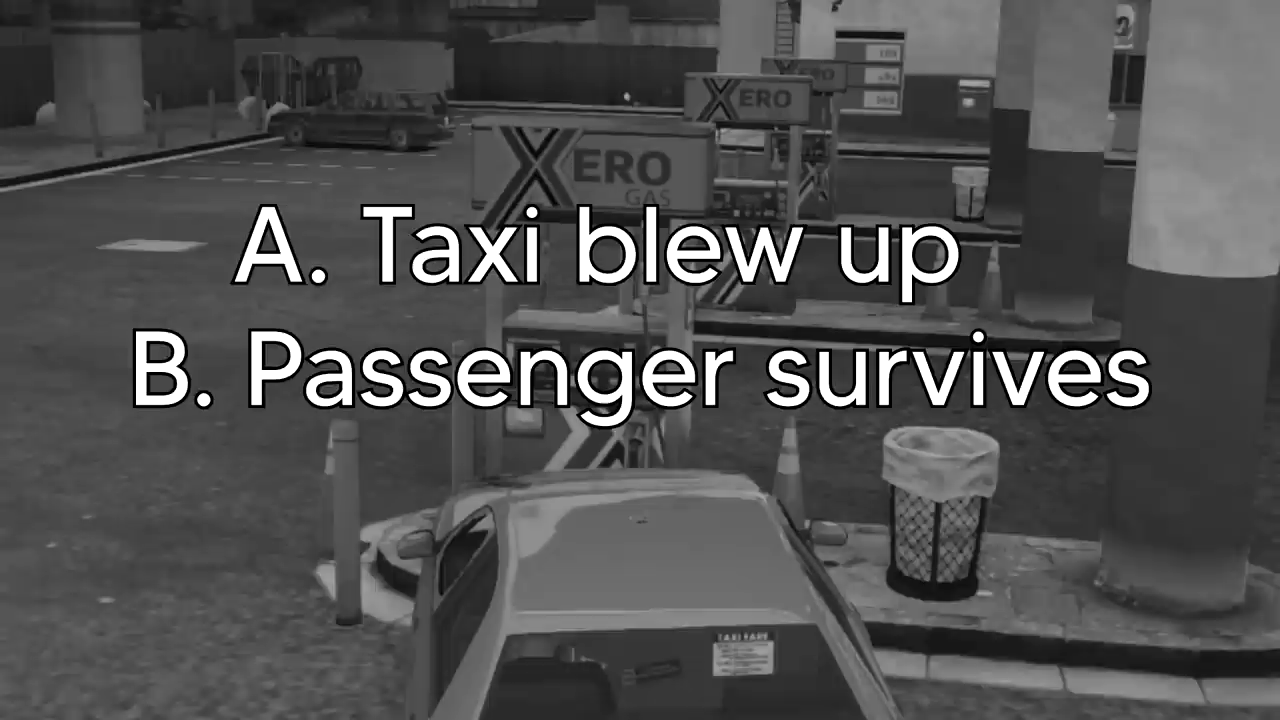 XERO
XERO
XERO
GAS
A. Taxi blew up
B. Passenger survives
TAXI FARE